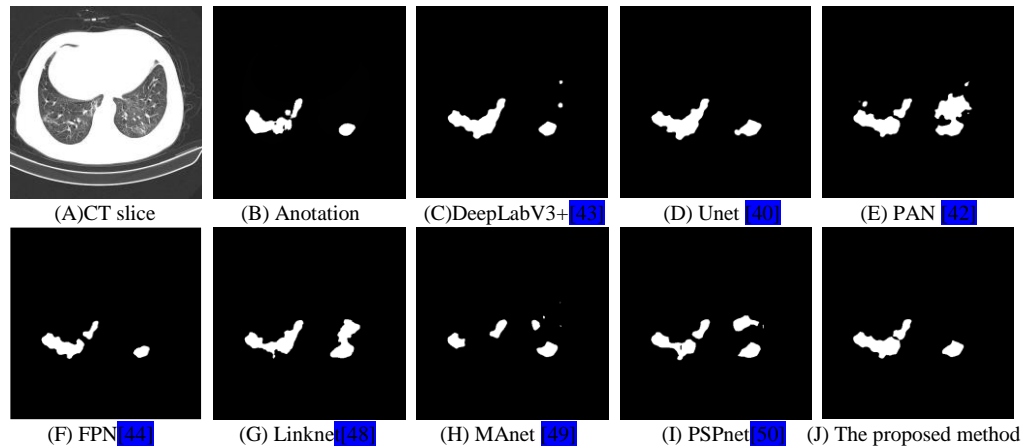 (A)CT slice
(B) Anotation
(C)DeepLabV3+[43]
(D) Unet [40]
(E) PAN [42]
(F) FPN[44]
(G) Linknet[48]
(H) MAnet [49]
(I) PSPnet[50]
(J) The proposed method